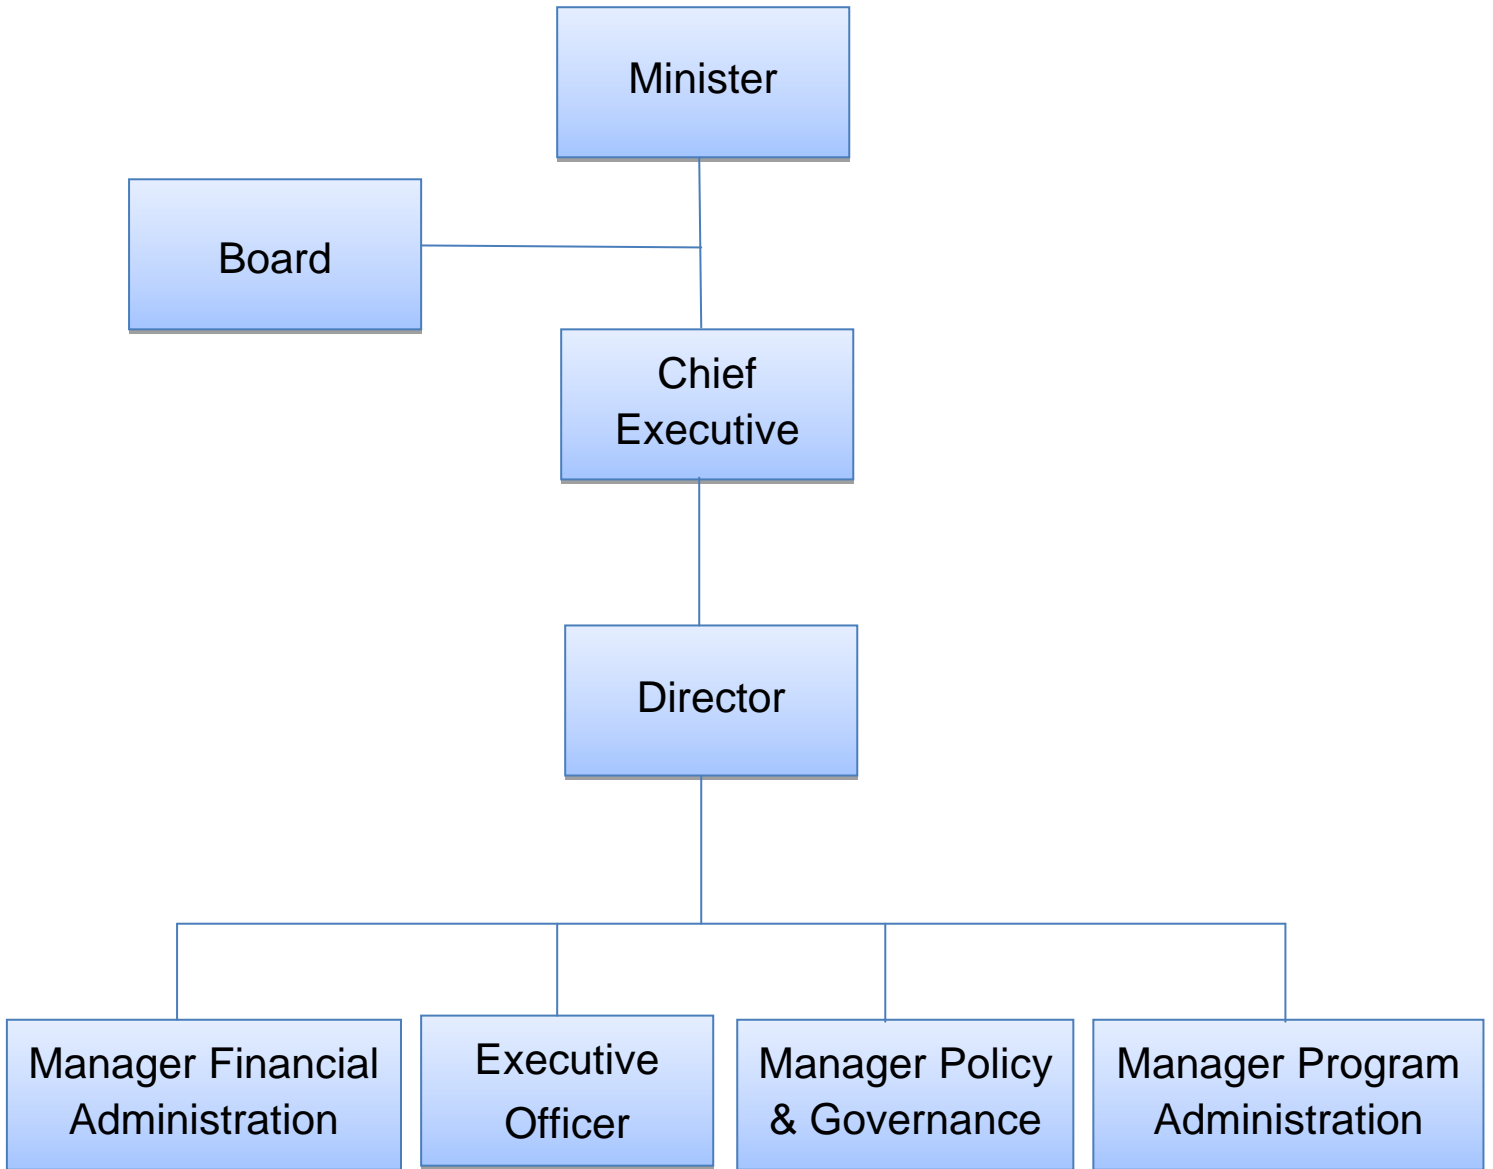 Minister
Board
Chief
Executive
Director
Manager Financial
Administration
Executive
Officer
Manager Policy
& Governance
Manager Program
Administration